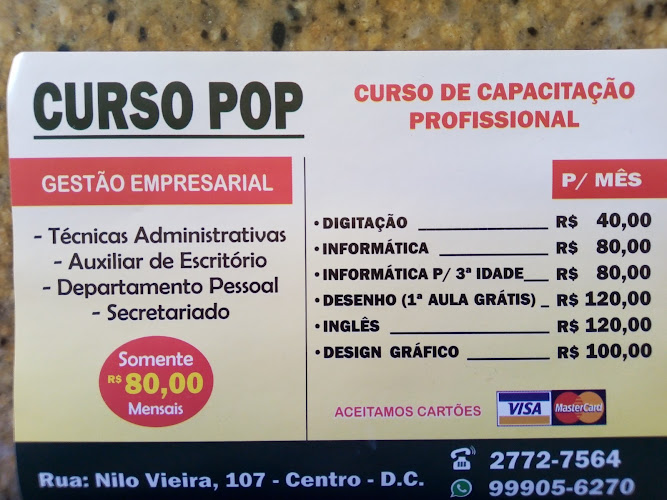 CURSO POP
CURSO DE CAPACITAÇÃO
PROFISSIONAL
GESTÃO EMPRESARIAL
- Técnicas Administrativas
- Auxiliar de Escritório
- Departamento Pessoal
- Secretariado
Somente
R$ 80,00
Mensais
P/ MÊS
• DIGITAÇÃO ____________ R$ 40,00
• INFORMÁTICA ____________ R$ 80,00
• INFORMÁTICA P/ 3ª IDADE___ R$ 80,00
• DESENHO (1ª AULA GRÁTIS) _ R$ 120,00
• INGLÊS ________________ R$ 120,00
• DESIGN GRÁFICO ________ R$ 100,00
ACEITAMOS CARTÕES
VISA
MasterCard
Rua: Nilo Vieira, 107 - Centro - D.C.
2772-7564
99905-6270